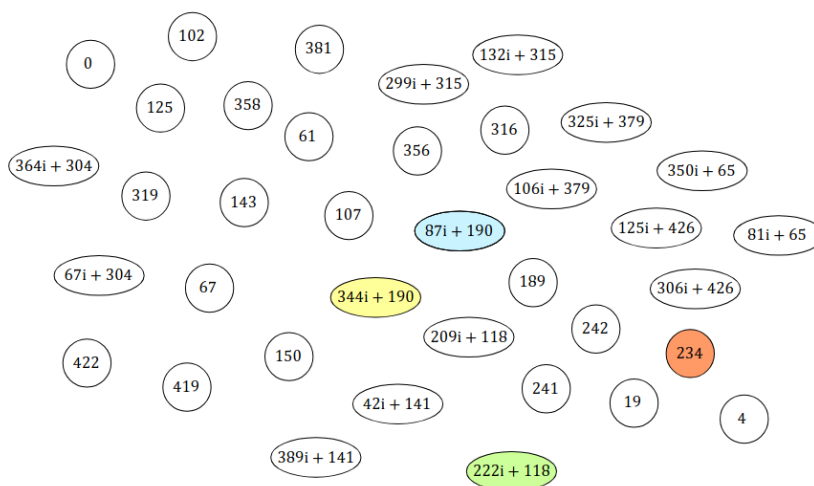 102
381
132i + 315
0
299i + 315
125
358
325i + 379
316
61
356
364i + 304
350i + 65
106i + 379
319
143
107
125i + 426
87i + 190
81i + 65
67i + 304
189
67
306i + 426
344i + 190
242
209i + 118
234
150
422
419
241
42i + 141
19
4
389i + 141
222i + 118